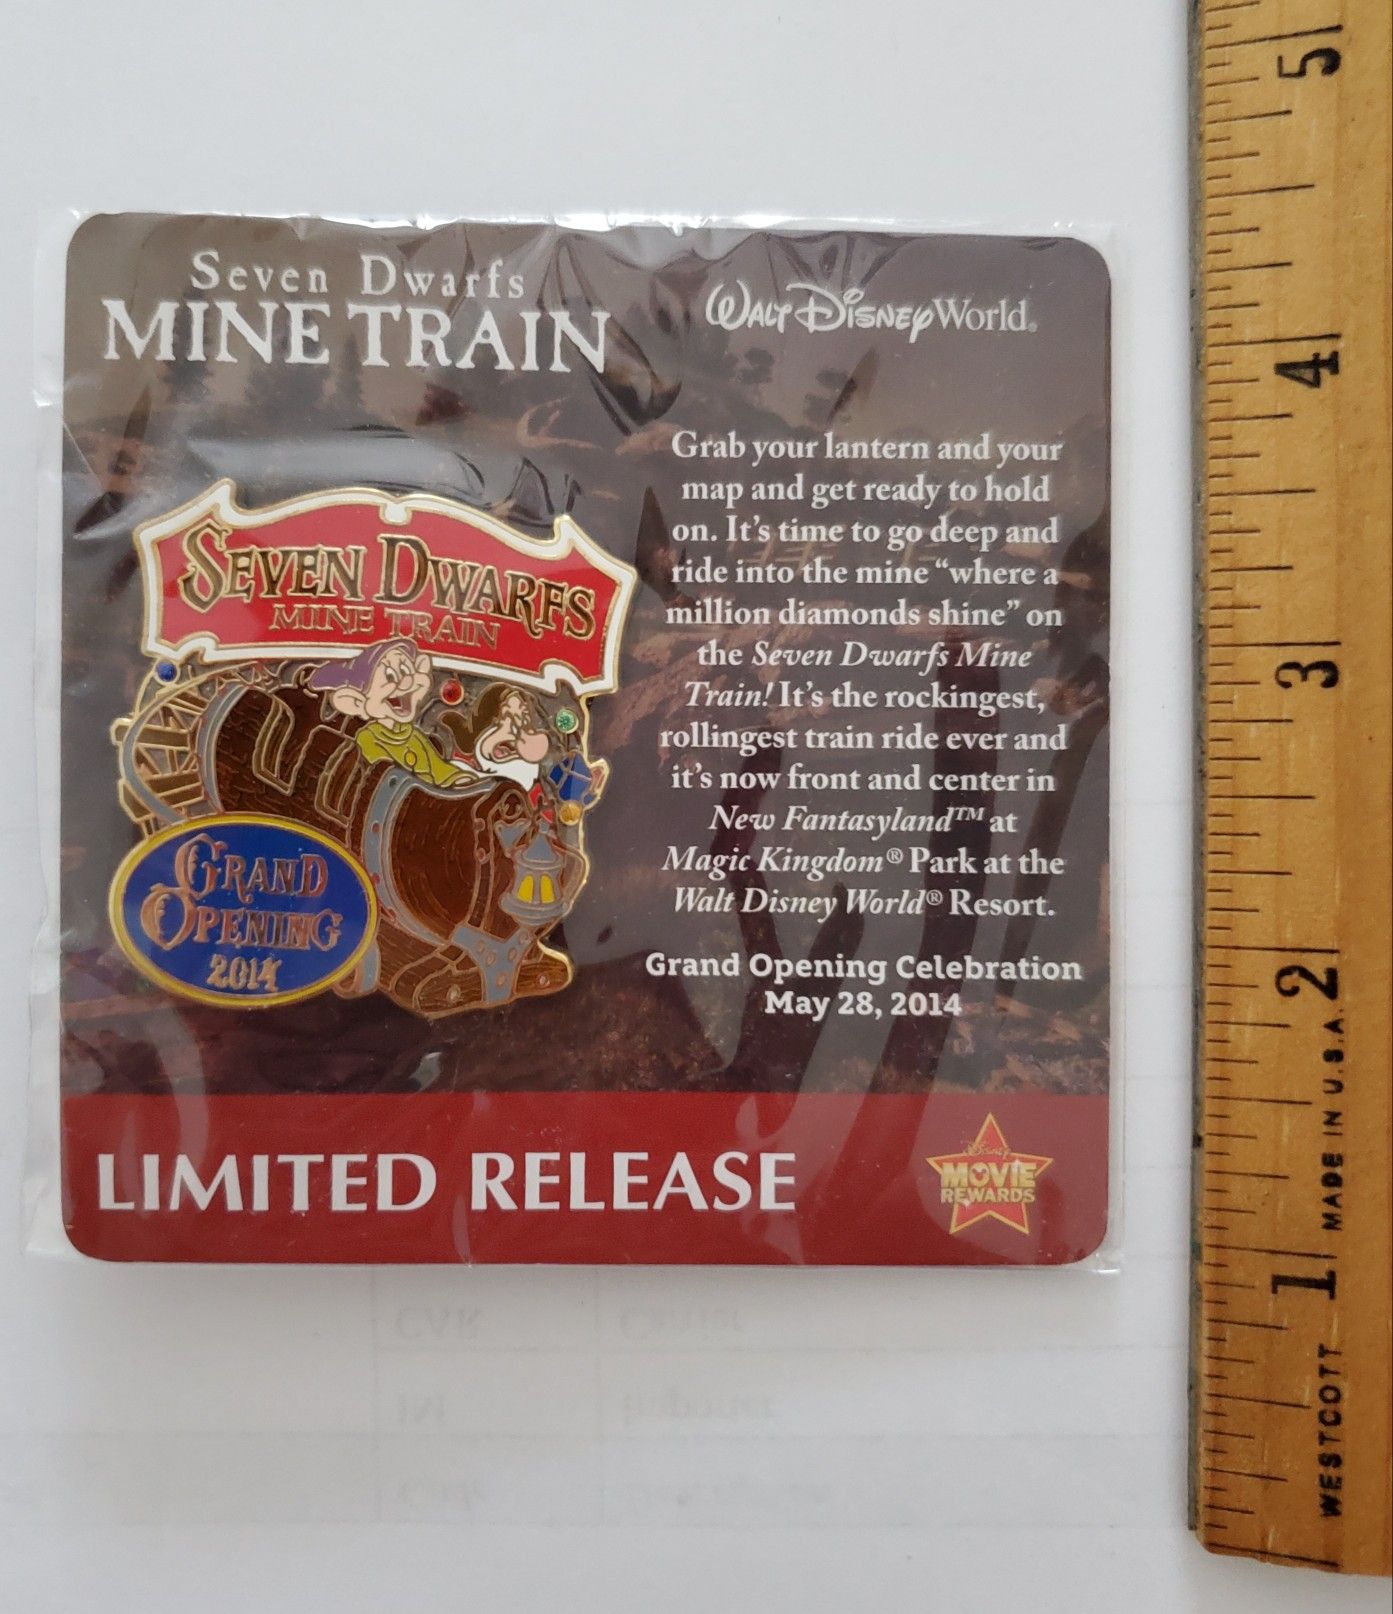 Seven Dwarfs
MINE TRAIN
WALT DISNEY World®
Grab your lantern and your
map and get ready to hold
on. It's time to go deep and
ride into the mine “where a
million diamonds shine” on
the Seven Dwarfs Mine
Train! It's the rockingest,
rollingest train ride ever and
it's now front and center in
New Fantasyland™ at
Magic Kingdom® Park at the
Walt Disney World® Resort.
Grand Opening Celebration
May 28, 2014
SEVEN DWARFS
MINE TRAIN
GRAND
OPENING
2014
LIMITED RELEASE
Disney
MOVIE
REWARDS
5
4
3
2
1
WESTCOTT MADE IN U.S.A.